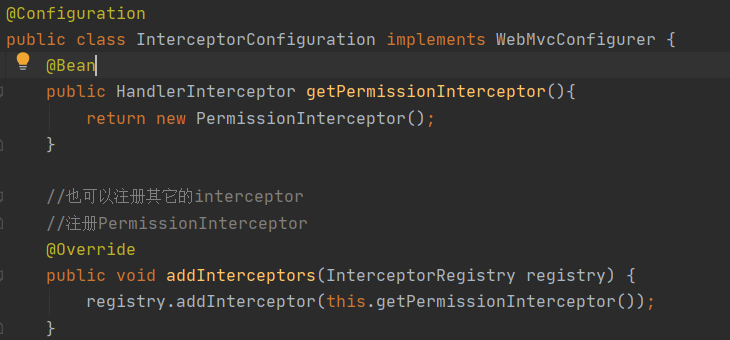 @Configuration
public class InterceptorConfiguration implements WebMvcConfigurer {
@Bean
public HandlerInterceptor getPermissionInterceptor(){
return new PermissionInterceptor();
}
//也可以注册其它的interceptor
//注册PermissionInterceptor
@Override
public void addInterceptors(InterceptorRegistry registry) {
registry.addInterceptor(this.getPermissionInterceptor());
}